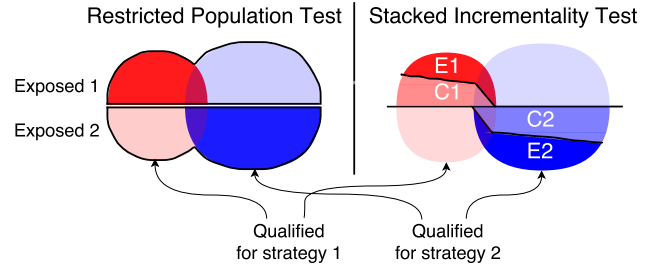 Restricted Population Test
Stacked Incrementality Test
Exposed 1
Exposed 2
E1
C1
C2
E2
Qualified
for strategy 1
Qualified
for strategy 2